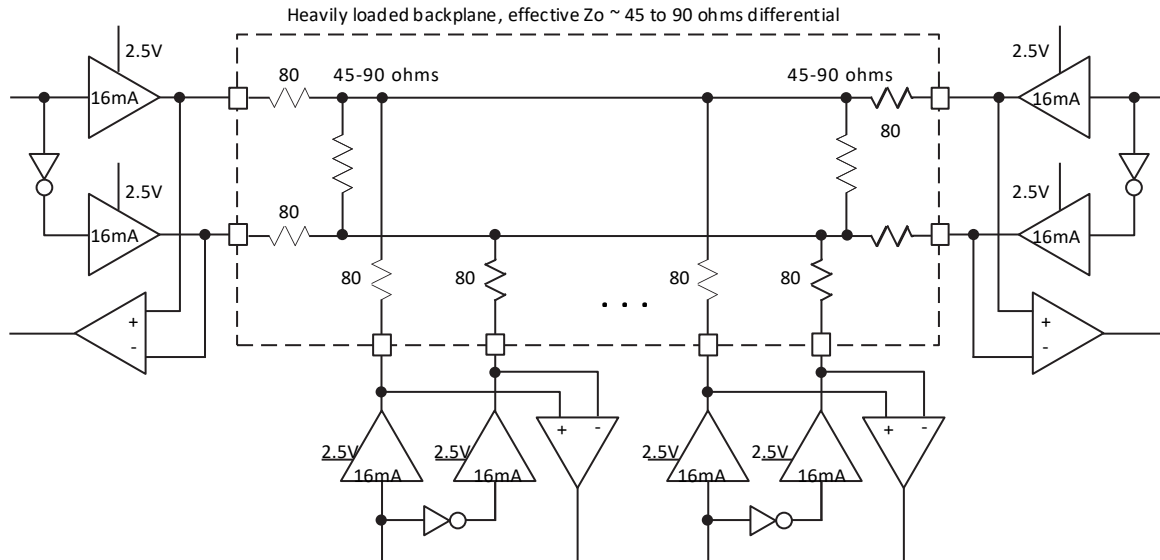 Heavily loaded backplane, effective Zo ~ 45 to 90 ohms differential
2.5V
2.5V
80
45-90 ohms
45-90 ohms
16mA
16mA
80
2.5V
2.5V
80
16mA
16mA
80
80
80
80
+
-
. . .
+
-
+
-
+
-
2.5V
2.5V
2.5V
2.5V
16mA
16mA
16mA
16mA